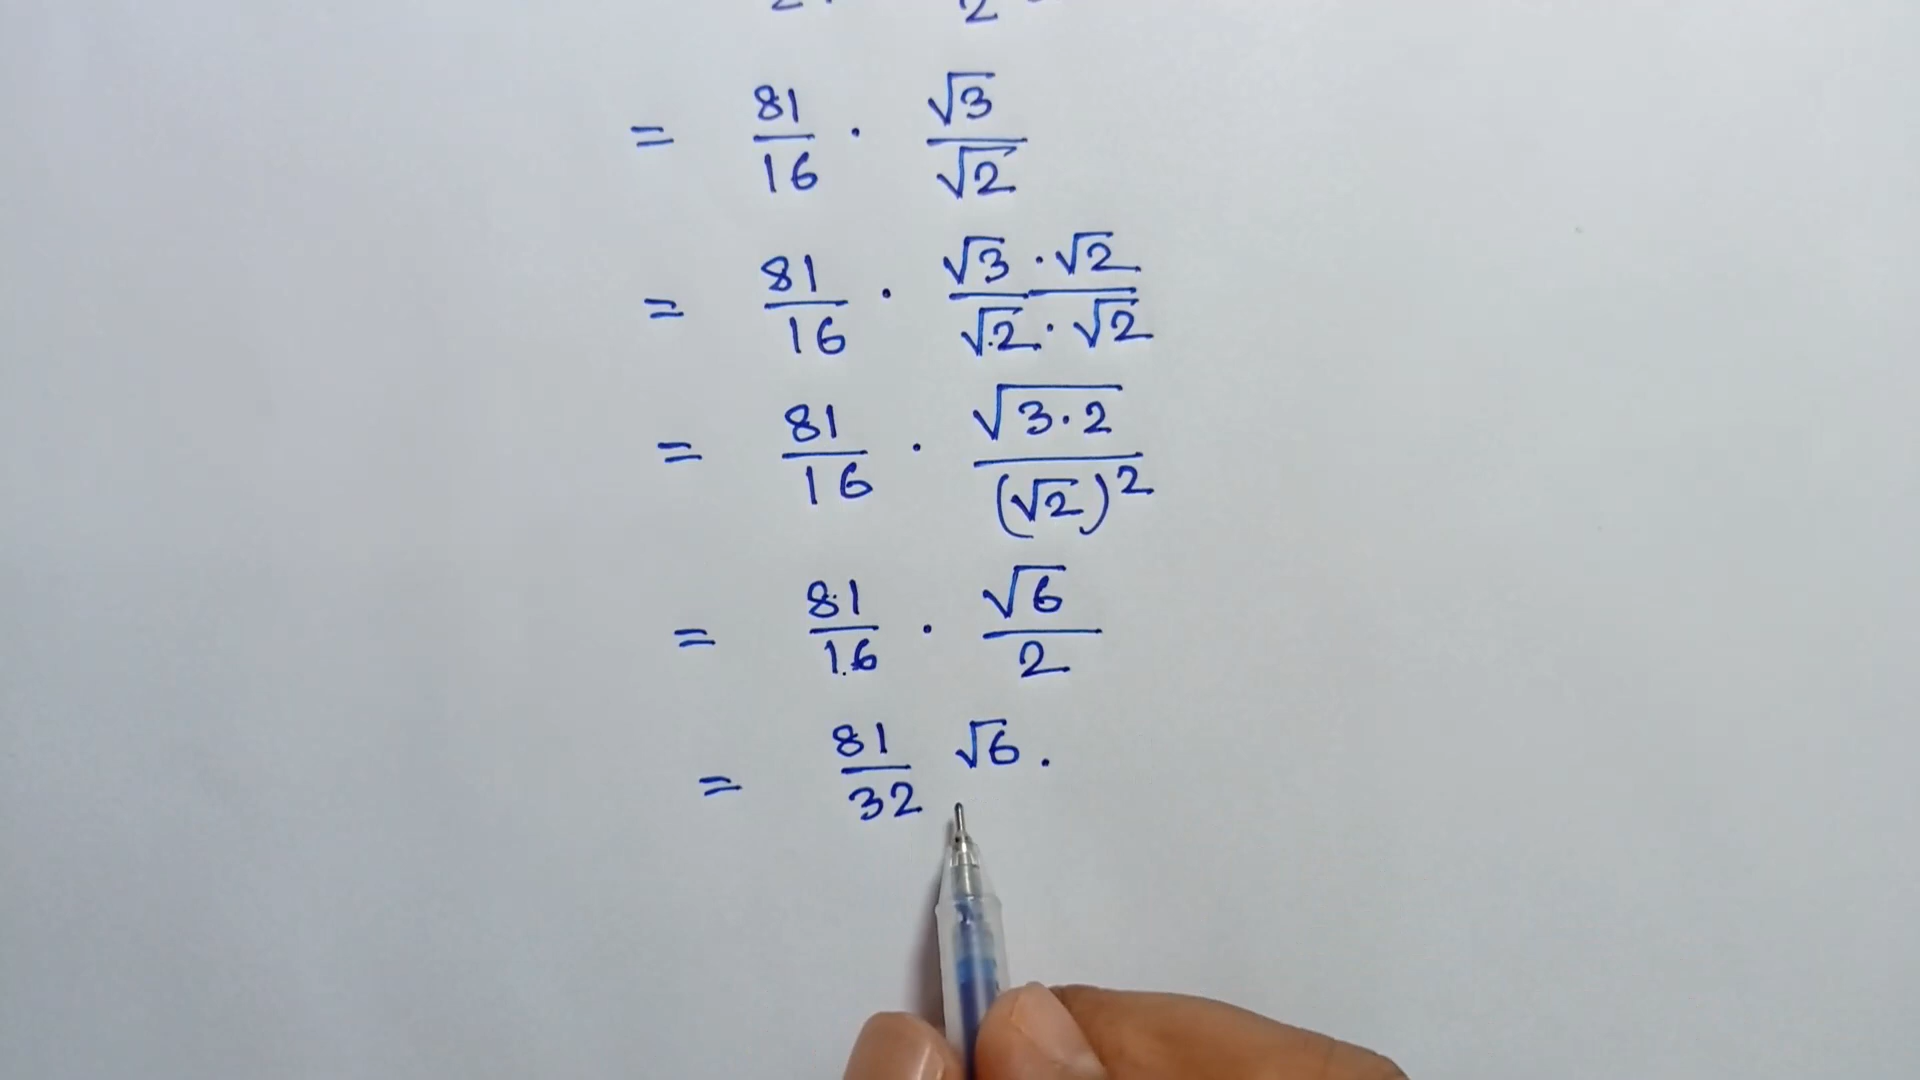 = 81/16 · √3/√2
= 81/16 · √3 · √2/√2 · √2
= 81/16 · √(3·2)/(√2)²
= 81/16 · √6/2
= 81/32 √6 .